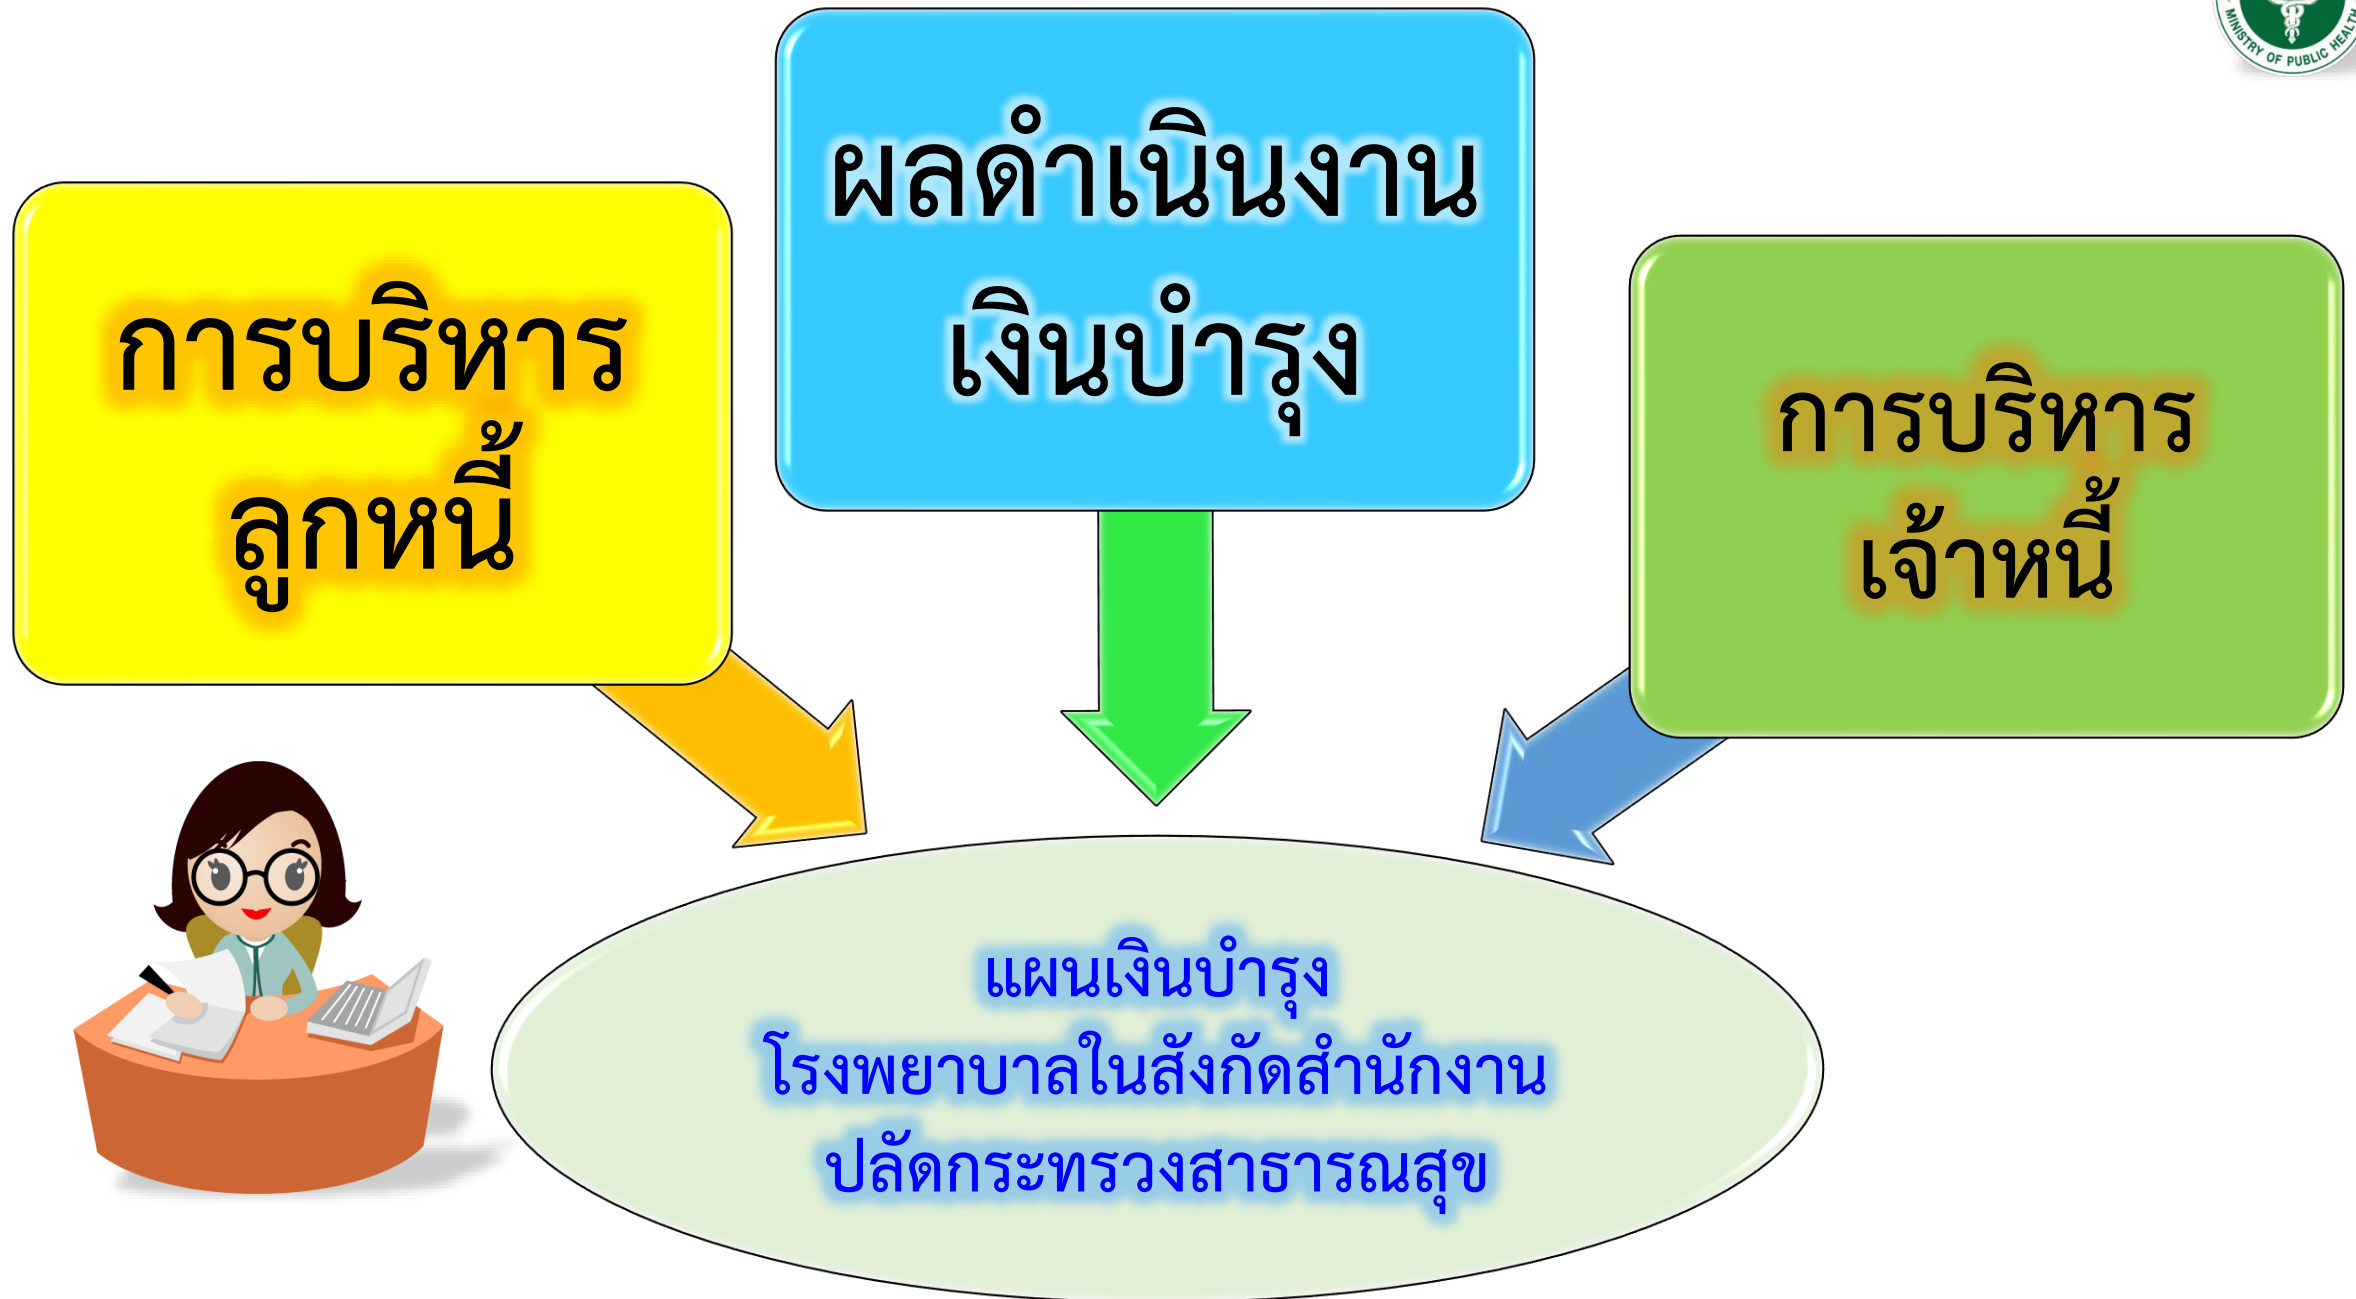 MINISTRY OF PUBLIC HEALTH
ผลดำเนินงาน
เงินบำรุง
การบริหาร
ลูกหนี้
การบริหาร
เจ้าหนี้
แผนเงินบำรุง
โรงพยาบาลในสังกัดสำนักงาน
ปลัดกระทรวงสาธารณสุข